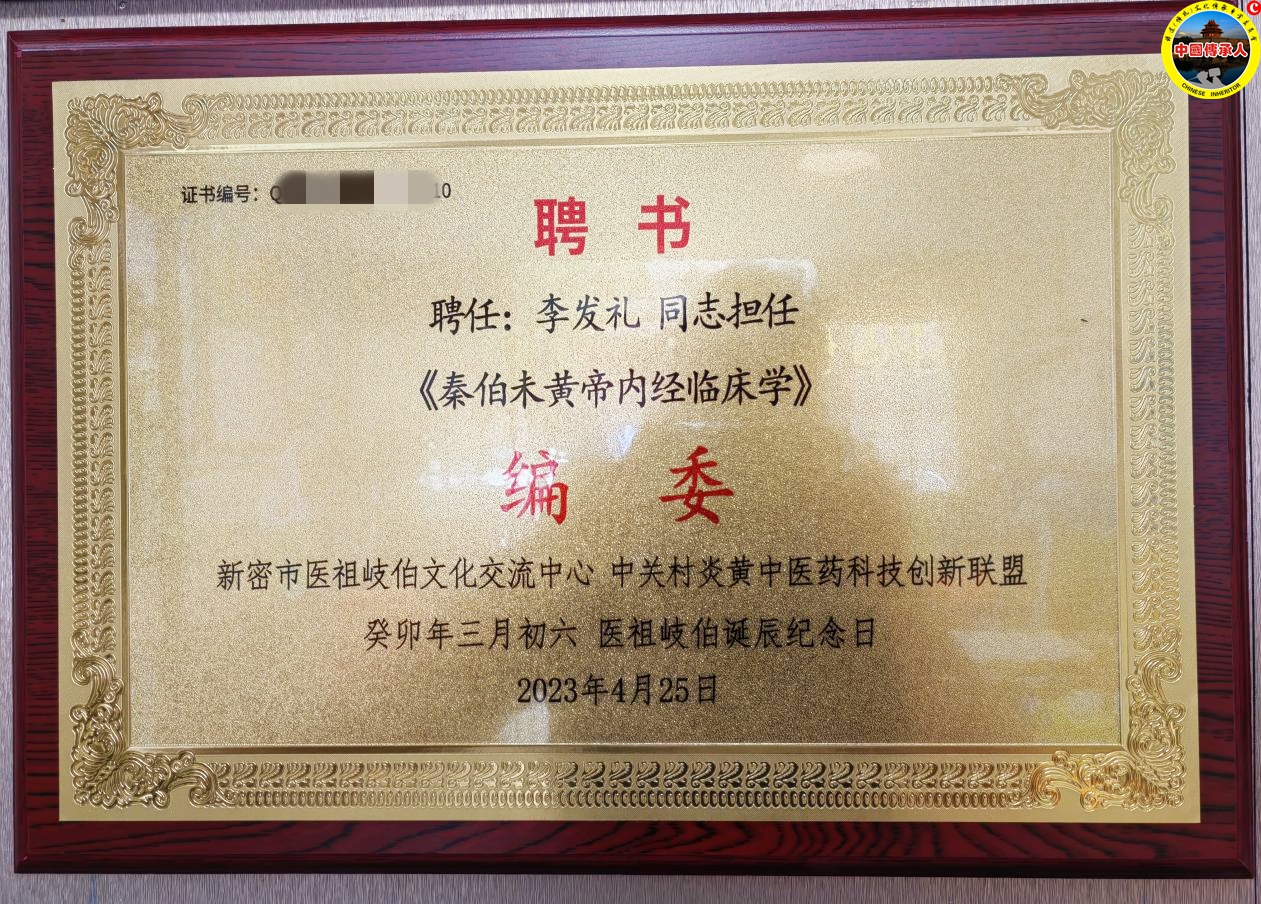 证书编号：Q 10
聘 书
聘任：李发礼 同志担任
《秦伯未黄帝内经临床学》
编 委
新密市医祖岐伯文化交流中心 中关村炎黄中医药科技创新联盟
癸卯年三月初六 医祖岐伯诞辰纪念日
2023年4月25日
中國傳承人
CHINESE INHERITOR
C